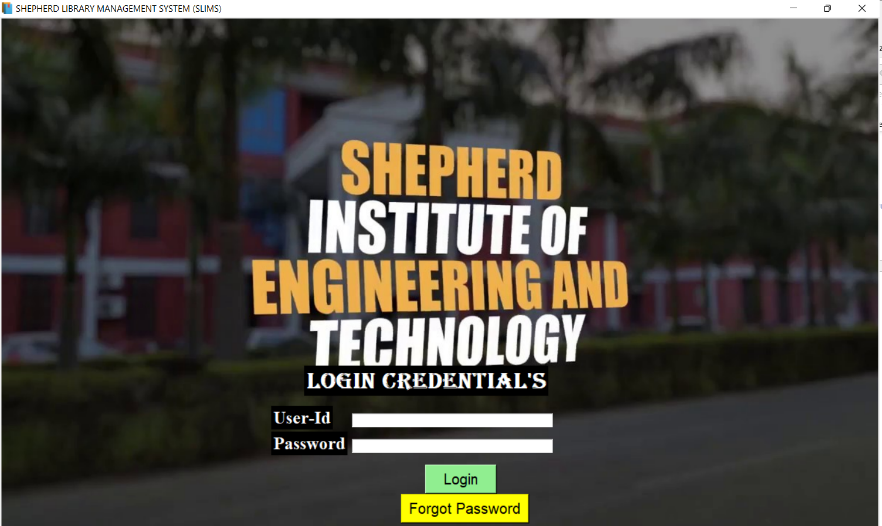 SHEPHERD LIBRARY MANAGEMENT SYSTEM (SLIMS)
SHEPHERD
INSTITUTE OF
ENGINEERING AND
TECHNOLOGY
LOGIN CREDENTIAL'S
User-Id
Password
Login
Forgot Password